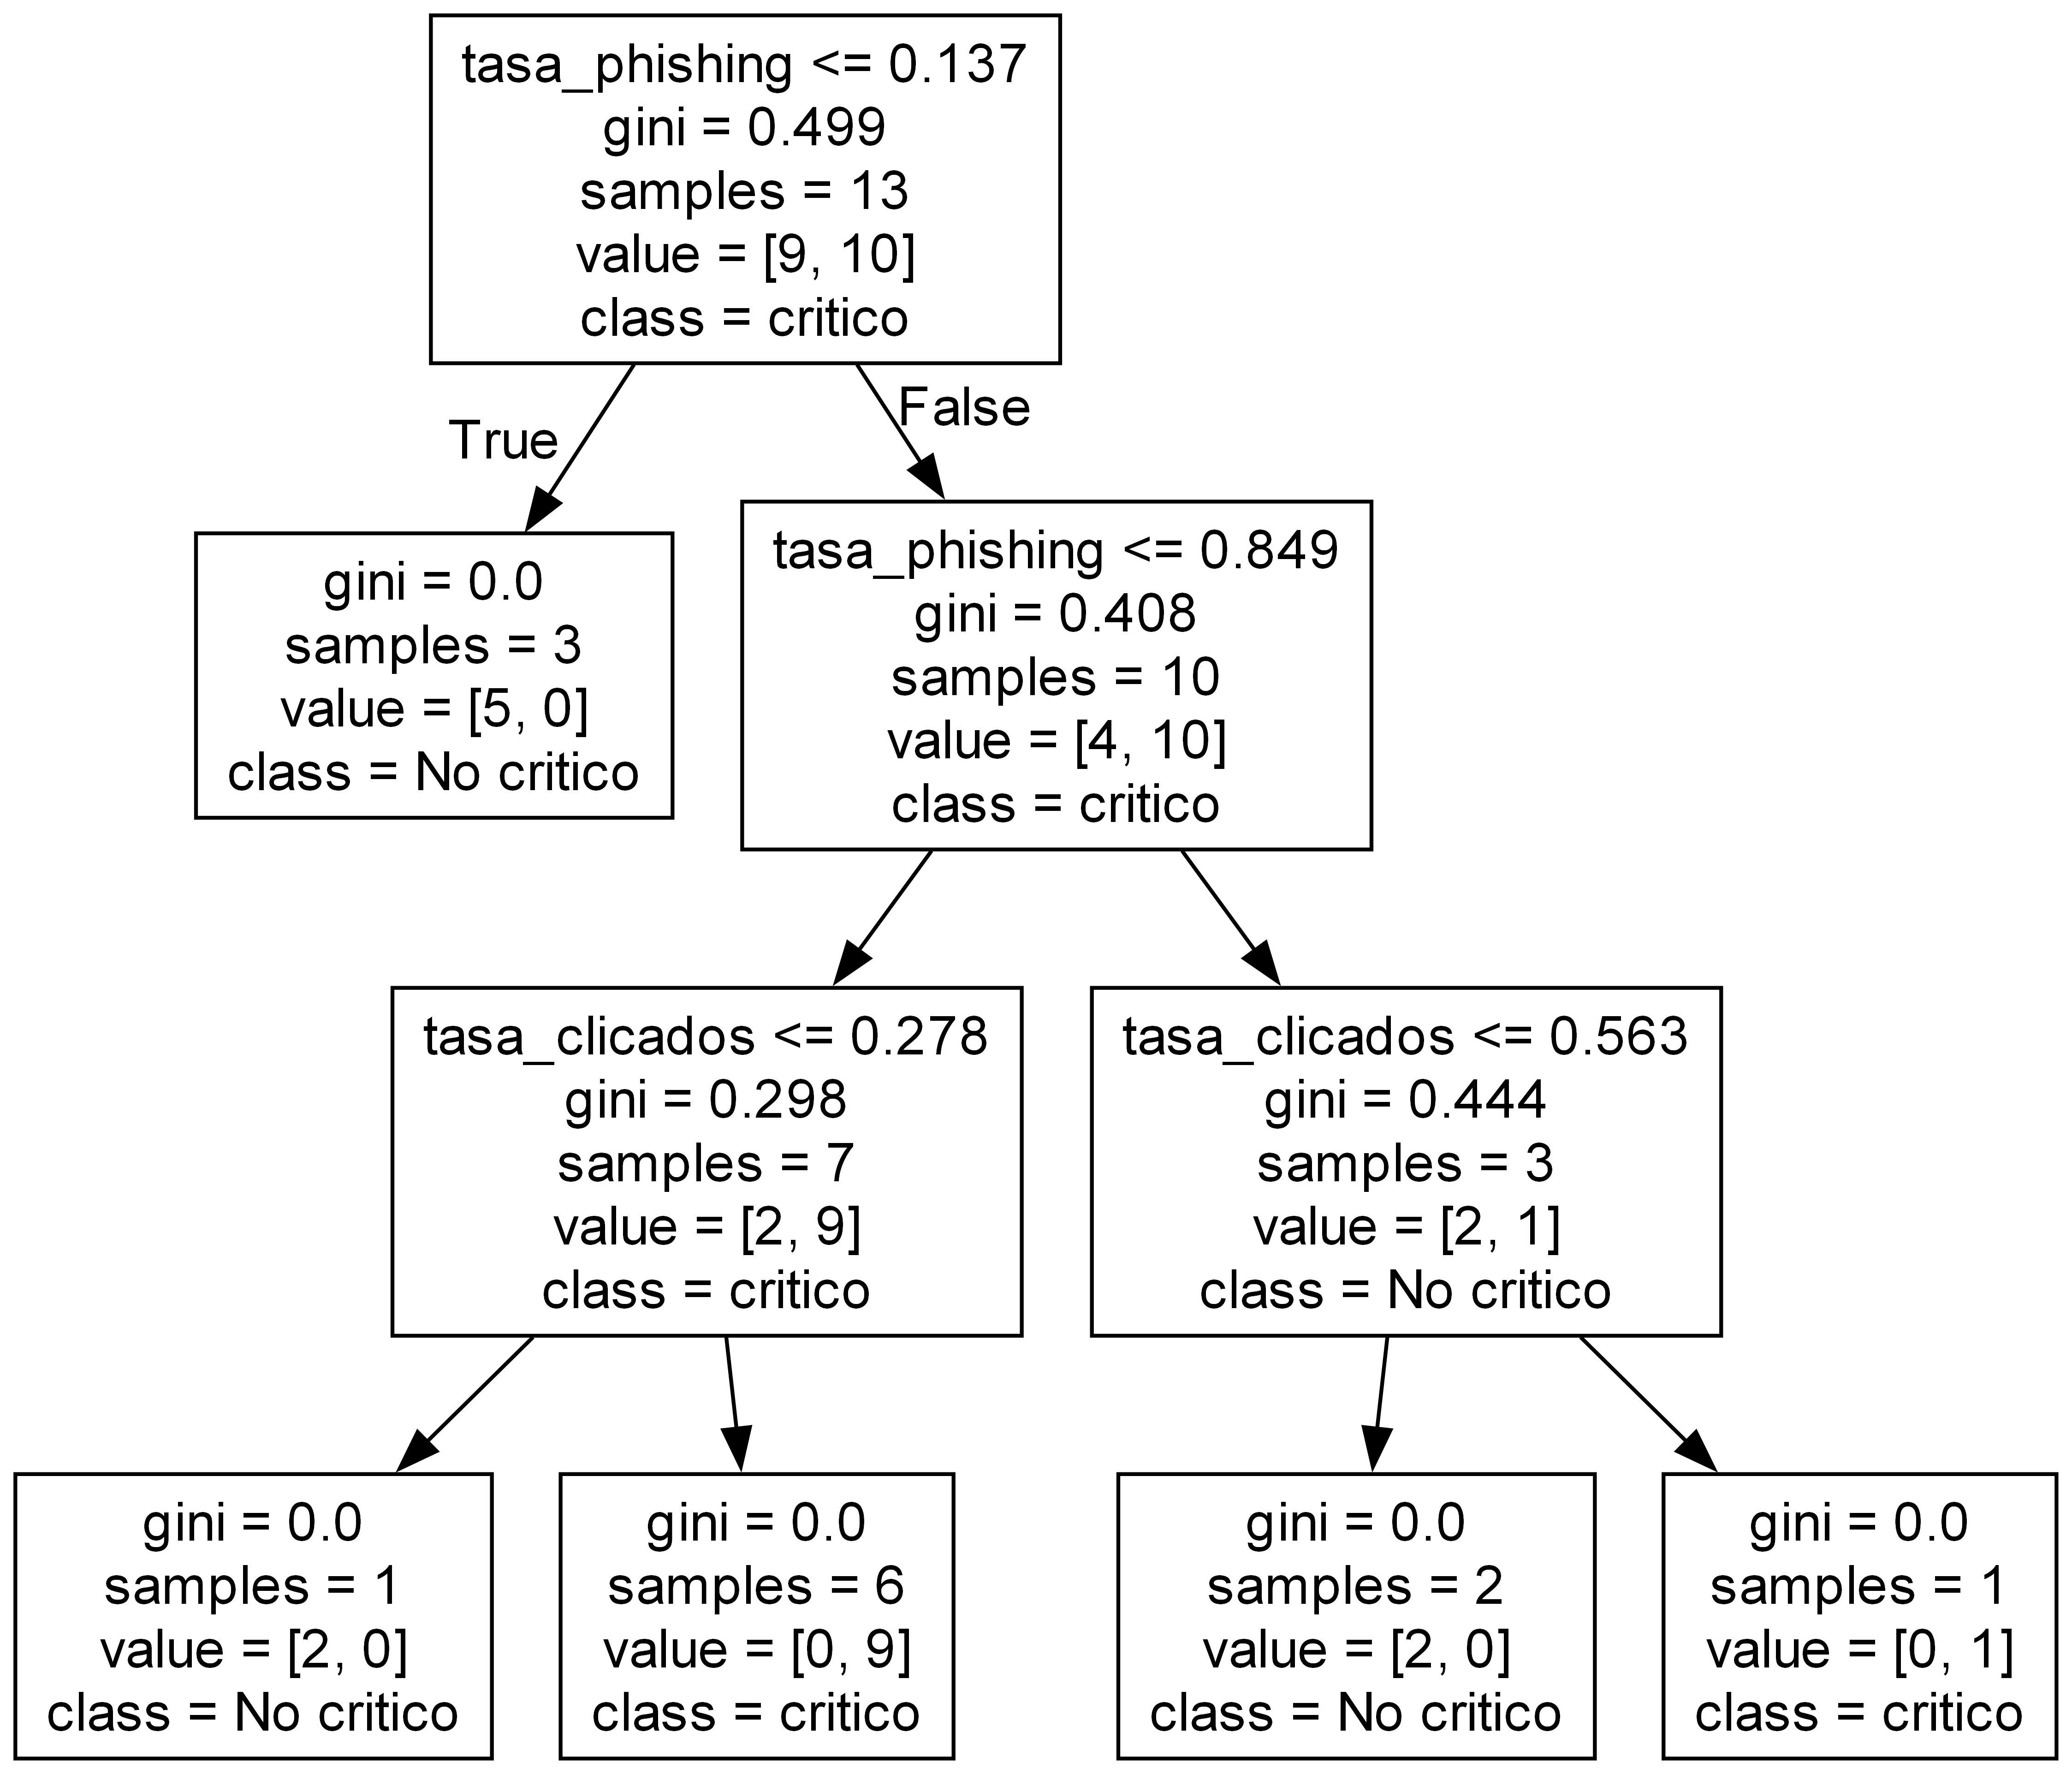 tasa_phishing <= 0.137
gini = 0.499
samples = 13
value = [9, 10]
class = critico
True
False
gini = 0.0
samples = 3
value = [5, 0]
class = No critico
tasa_phishing <= 0.849
gini = 0.408
samples = 10
value = [4, 10]
class = critico
tasa_clicados <= 0.278
gini = 0.298
samples = 7
value = [2, 9]
class = critico
tasa_clicados <= 0.563
gini = 0.444
samples = 3
value = [2, 1]
class = No critico
gini = 0.0
samples = 1
value = [2, 0]
class = No critico
gini = 0.0
samples = 6
value = [0, 9]
class = critico
gini = 0.0
samples = 2
value = [2, 0]
class = No critico
gini = 0.0
samples = 1
value = [0, 1]
class = critico